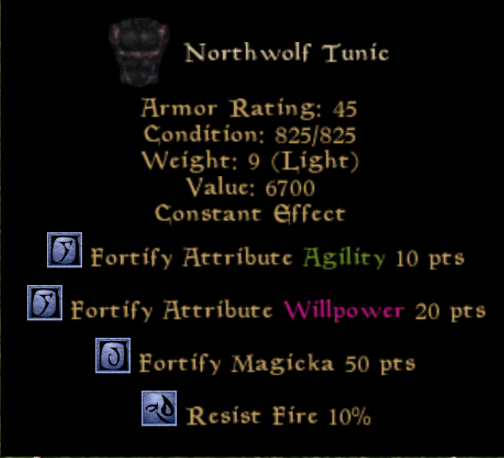 Northwolf Tunic
Armor Rating: 45
Condition: 825/825
Weight: 9 (Light)
Value: 6700
Constant Effect
Fortify Attribute Agility 10 pts
Fortify Attribute Willpower 20 pts
Fortify Magicka 50 pts
Resist Fire 10%